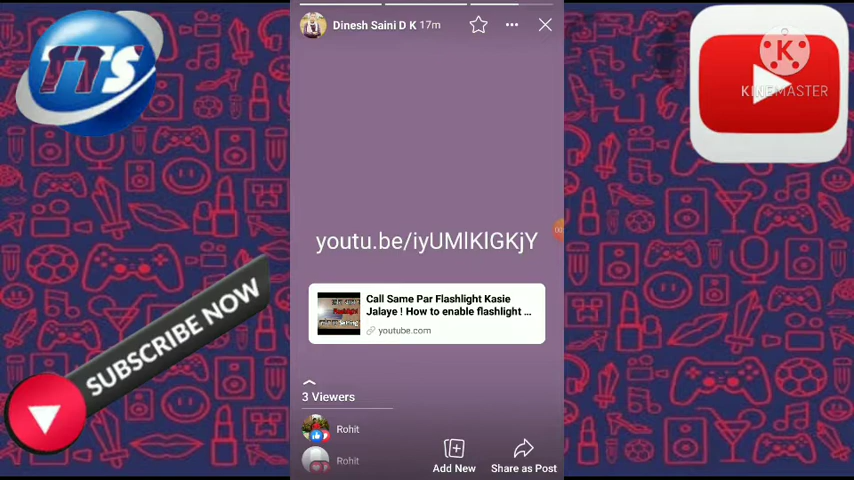 TTS
Dinesh Saini D K 17m
KINEMASTER
youtu.be/iyUMlKlGKjY
Call Same Par Flashlight Kasie
Jalaye ! How to enable flashlight ...
youtube.com
3 Viewers
Rohit
Rohit
Add New
Share as Post
SUBSCRIBE NOW